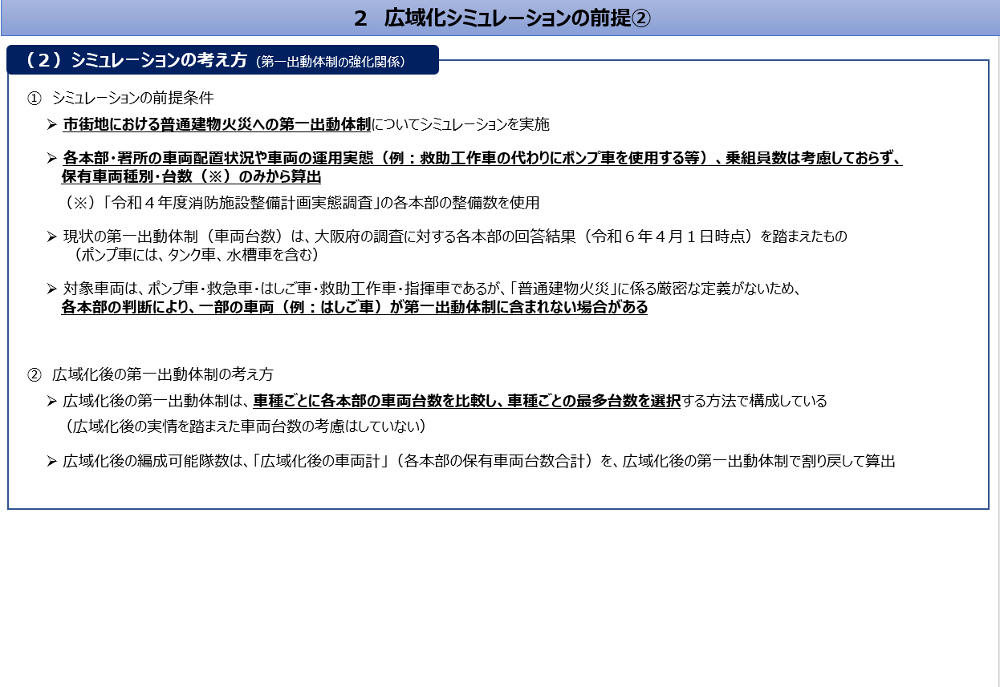 2 広域化シミュレーションの前提②
（2）シミュレーションの考え方（第一出動体制の強化関係）
① シミュレーションの前提条件
➢ 市街地における普通建物火災への第一出動体制についてシミュレーションを実施
➢ 各本部・署所の車両配置状況や車両の運用実態（例：救助工作車の代わりにポンプ車を使用する等）、乗組員数は考慮しておらず、
保有車両種別・台数（※）のみから算出
（※）「令和４年度消防施設整備計画実態調査」の各本部の整備数を使用
➢ 現状の第一出動体制（車両台数）は、大阪府の調査に対する各本部の回答結果（令和６年４月１日時点）を踏まえたもの
（ポンプ車には、タンク車、水槽車を含む）
➢ 対象車両は、ポンプ車・救急車・はしご車・救助工作車・指揮車であるが、「普通建物火災」に係る厳密な定義がないため、
各本部の判断により、一部の車両（例：はしご車）が第一出動体制に含まれない場合がある
② 広域化後の第一出動体制の考え方
➢ 広域化後の第一出動体制は、車種ごとに各本部の車両台数を比較し、車種ごとの最多台数を選択する方法で構成している
（広域化後の実情を踏まえた車両台数の考慮はしていない）
➢ 広域化後の編成可能隊数は、「広域化後の車両計」（各本部の保有車両台数合計）を、広域化後の第一出動体制で割り戻して算出